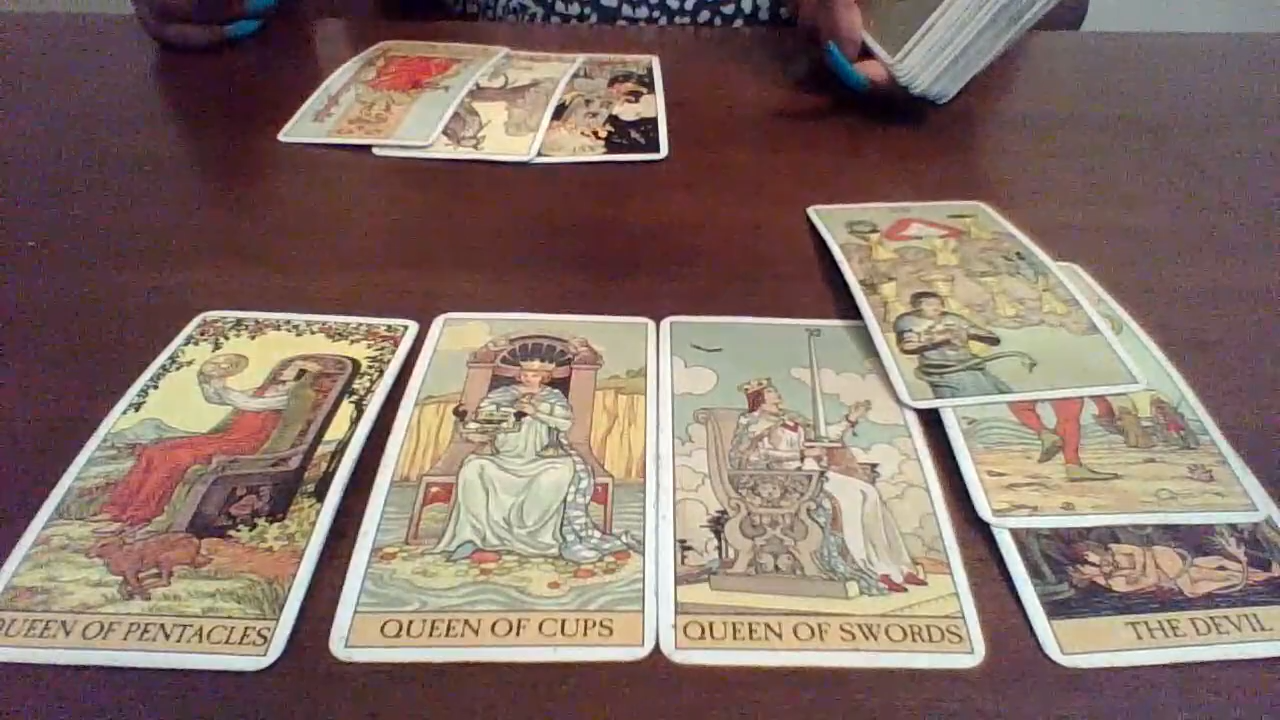 QUEEN OF PENTACLES
QUEEN OF CUPS
QUEEN OF SWORDS
THE DEVIL